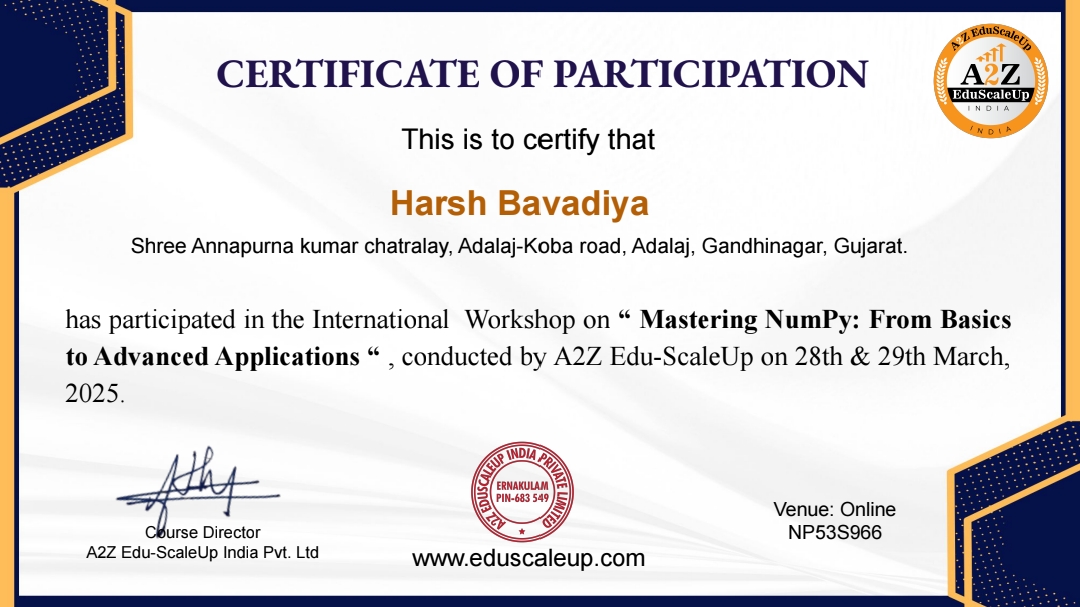 CERTIFICATE OF PARTICIPATION
A2Z EduScaleUp
A2Z
EduScaleUp
INDIA
INDIA
This is to certify that
Harsh Bavadiya
Shree Annapurna kumar chatralay, Adalaj-Koba road, Adalaj, Gandhinagar, Gujarat.
has participated in the International Workshop on “ Mastering NumPy: From Basics
to Advanced Applications “ , conducted by A2Z Edu-ScaleUp on 28th & 29th March,
2025.
Course Director
A2Z Edu-ScaleUp India Pvt. Ltd
A2Z EDUSCALEUP INDIA PRIVATE LIMITED
ERNAKULAM
PIN-683 549
www.eduscaleup.com
Venue: Online
NP53S966